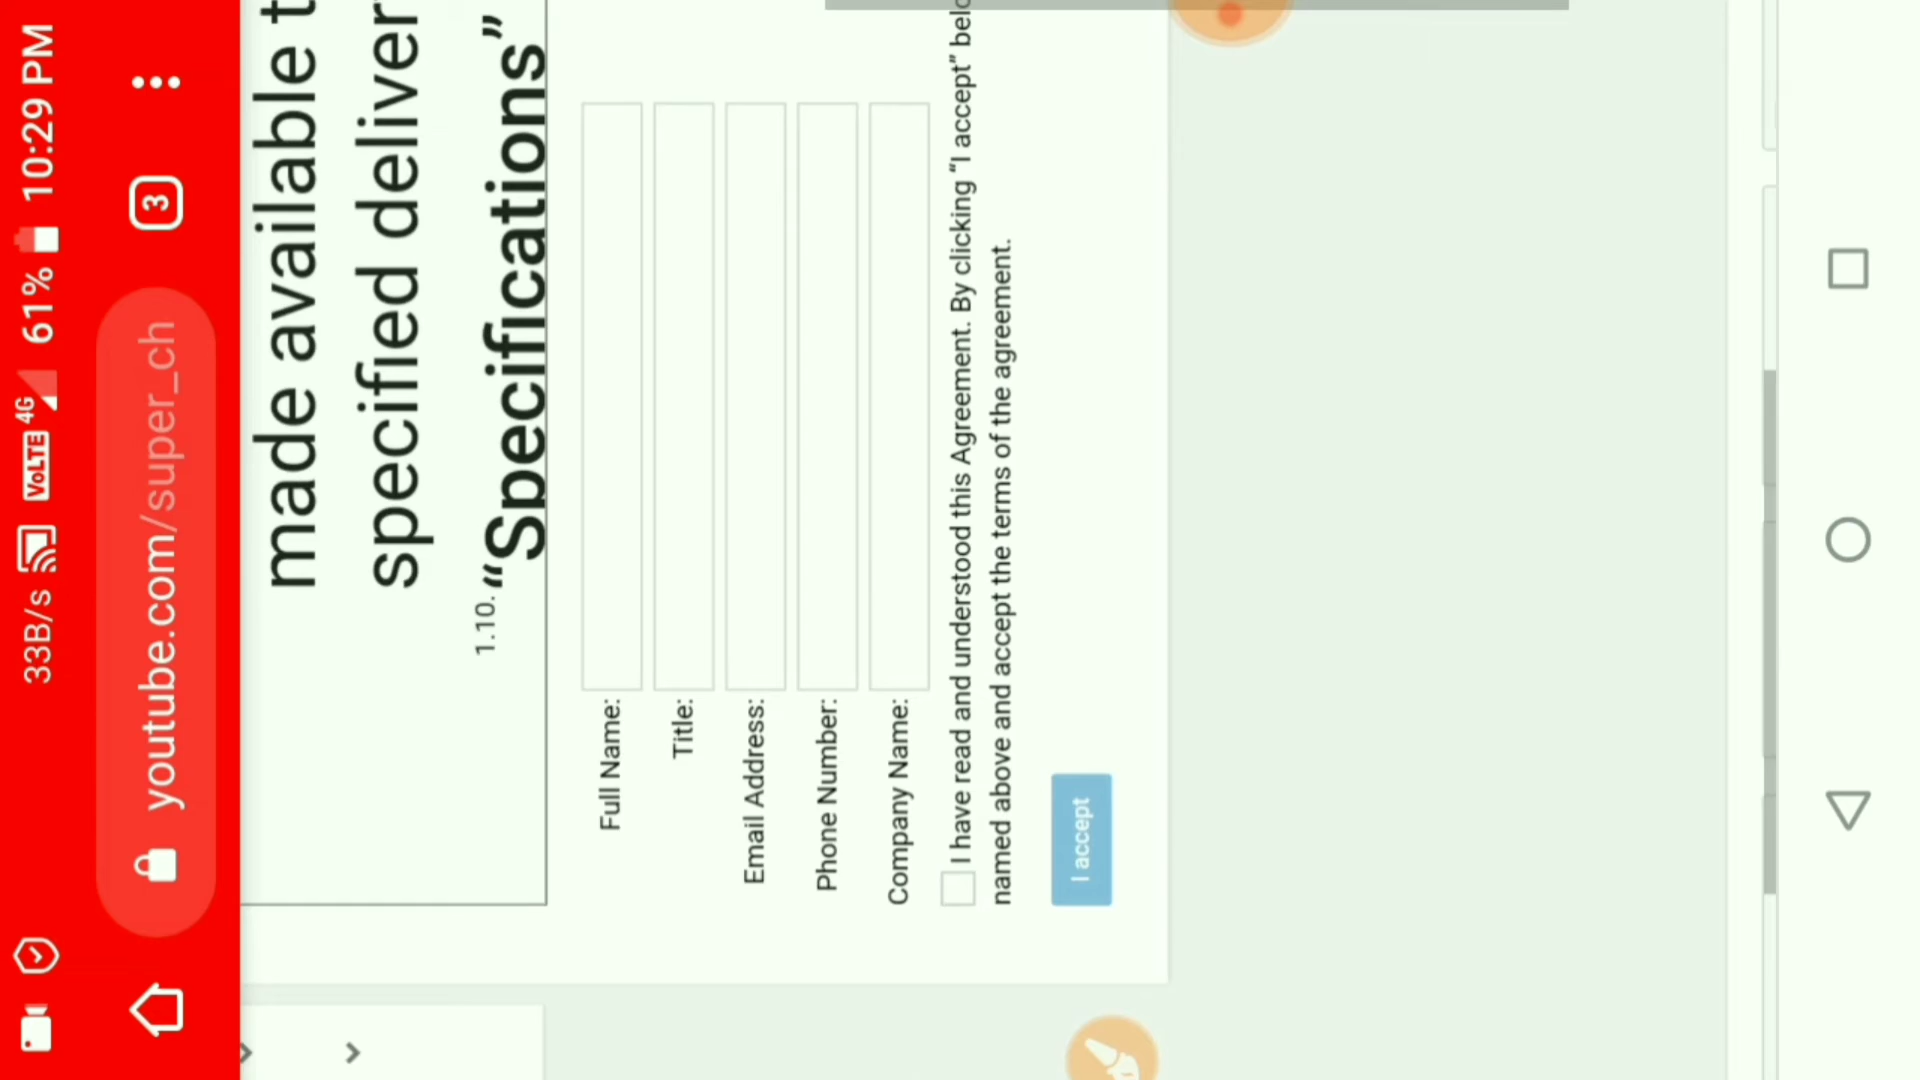 33B/s VoLTE 4G 61% 10:29 PM
youtube.com/super_ch
3
made available t
specified deliver
1.10. “Specifications”
Full Name:
Title:
Email Address:
Phone Number:
Company Name:
I have read and understood this Agreement. By clicking “I accept” belo
named above and accept the terms of the agreement.
I accept